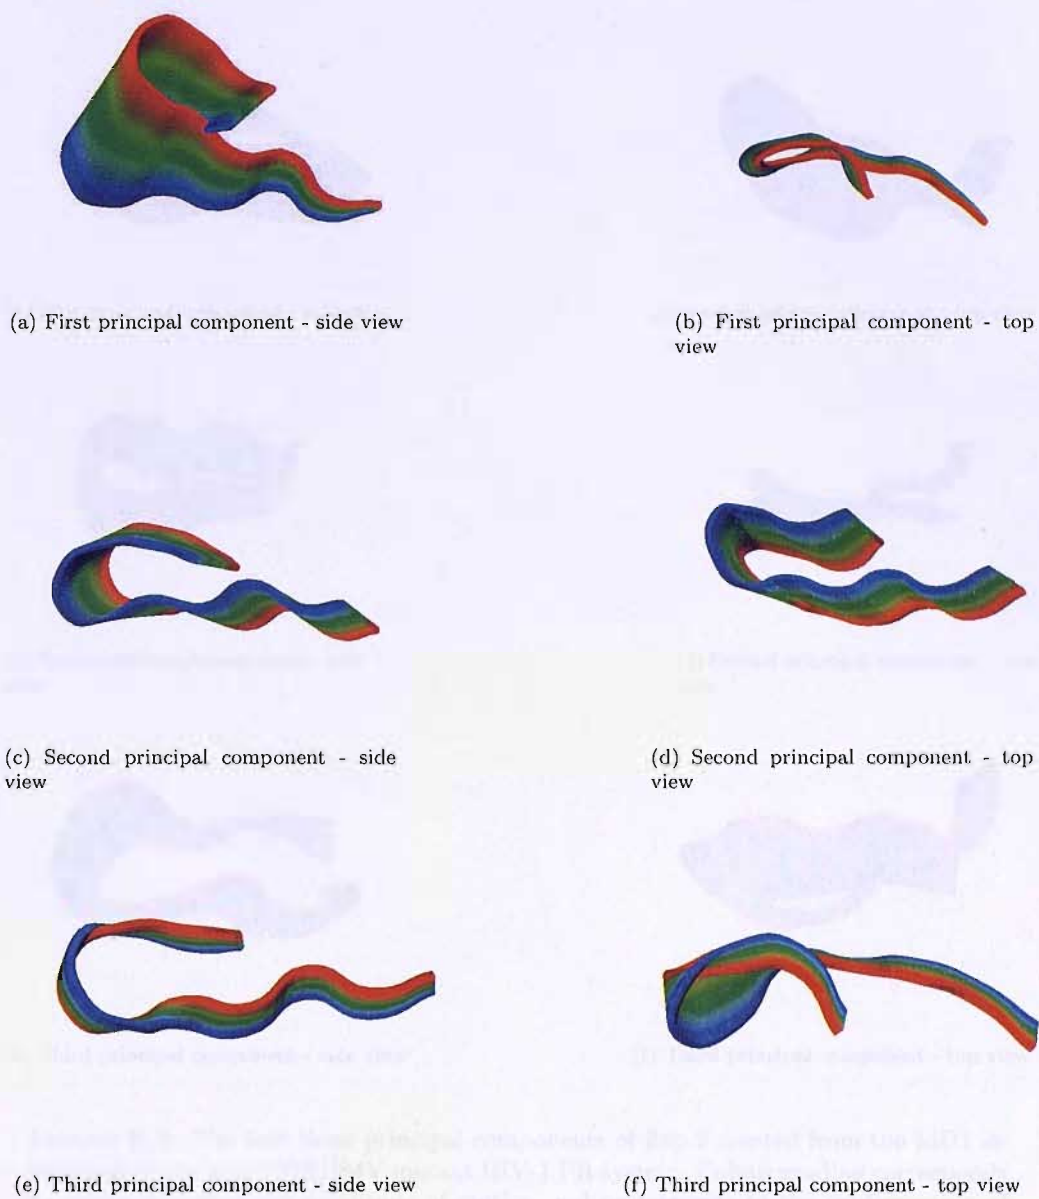 (a) First principal component - side view
(b) First principal component - top
view
(c) Second principal component - side
view
(d) Second principal component - top
view
(e) Third principal component - side view
(f) Third principal component - top view